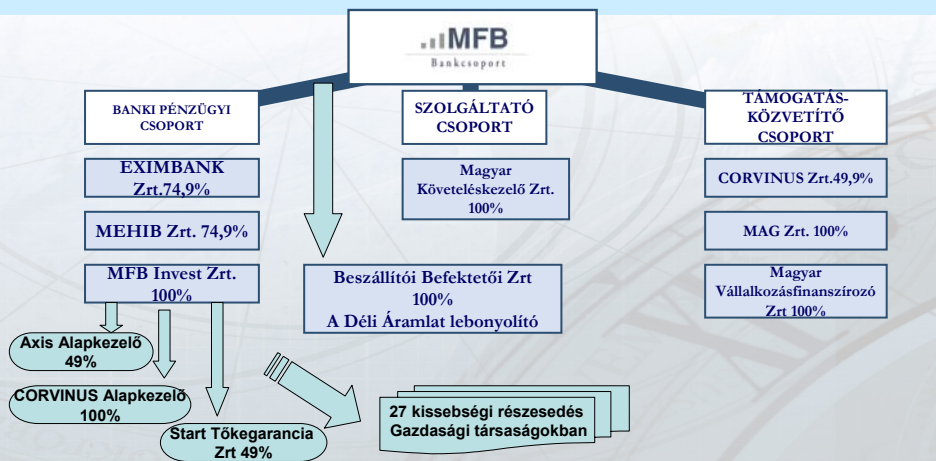 MFB
Bankcsoport
BANKI PÉNZÜGYI
CSOPORT
EXIMBANK
Zrt.74,9%
MEHIB Zrt. 74,9%
MFB Invest Zrt.
100%
Axis Alapkezelő
49%
CORVINUS Alapkezelő
100%
Start Tőkegarancia
Zrt 49%
SZOLGÁLTATÓ
CSOPORT
Magyar
Követeléskezelő Zrt.
100%
Beszállítói Befektetői Zrt
100%
A Déli Áramlat lebonyolító
27 kissebségi részesedés
Gazdasági társaságokban
TÁMOGATÁS-
KÖZVETÍTŐ
CSOPORT
CORVINUS Zrt.49,9%
MAG Zrt. 100%
Magyar
Vállalkozásfinanszírozó
Zrt 100%